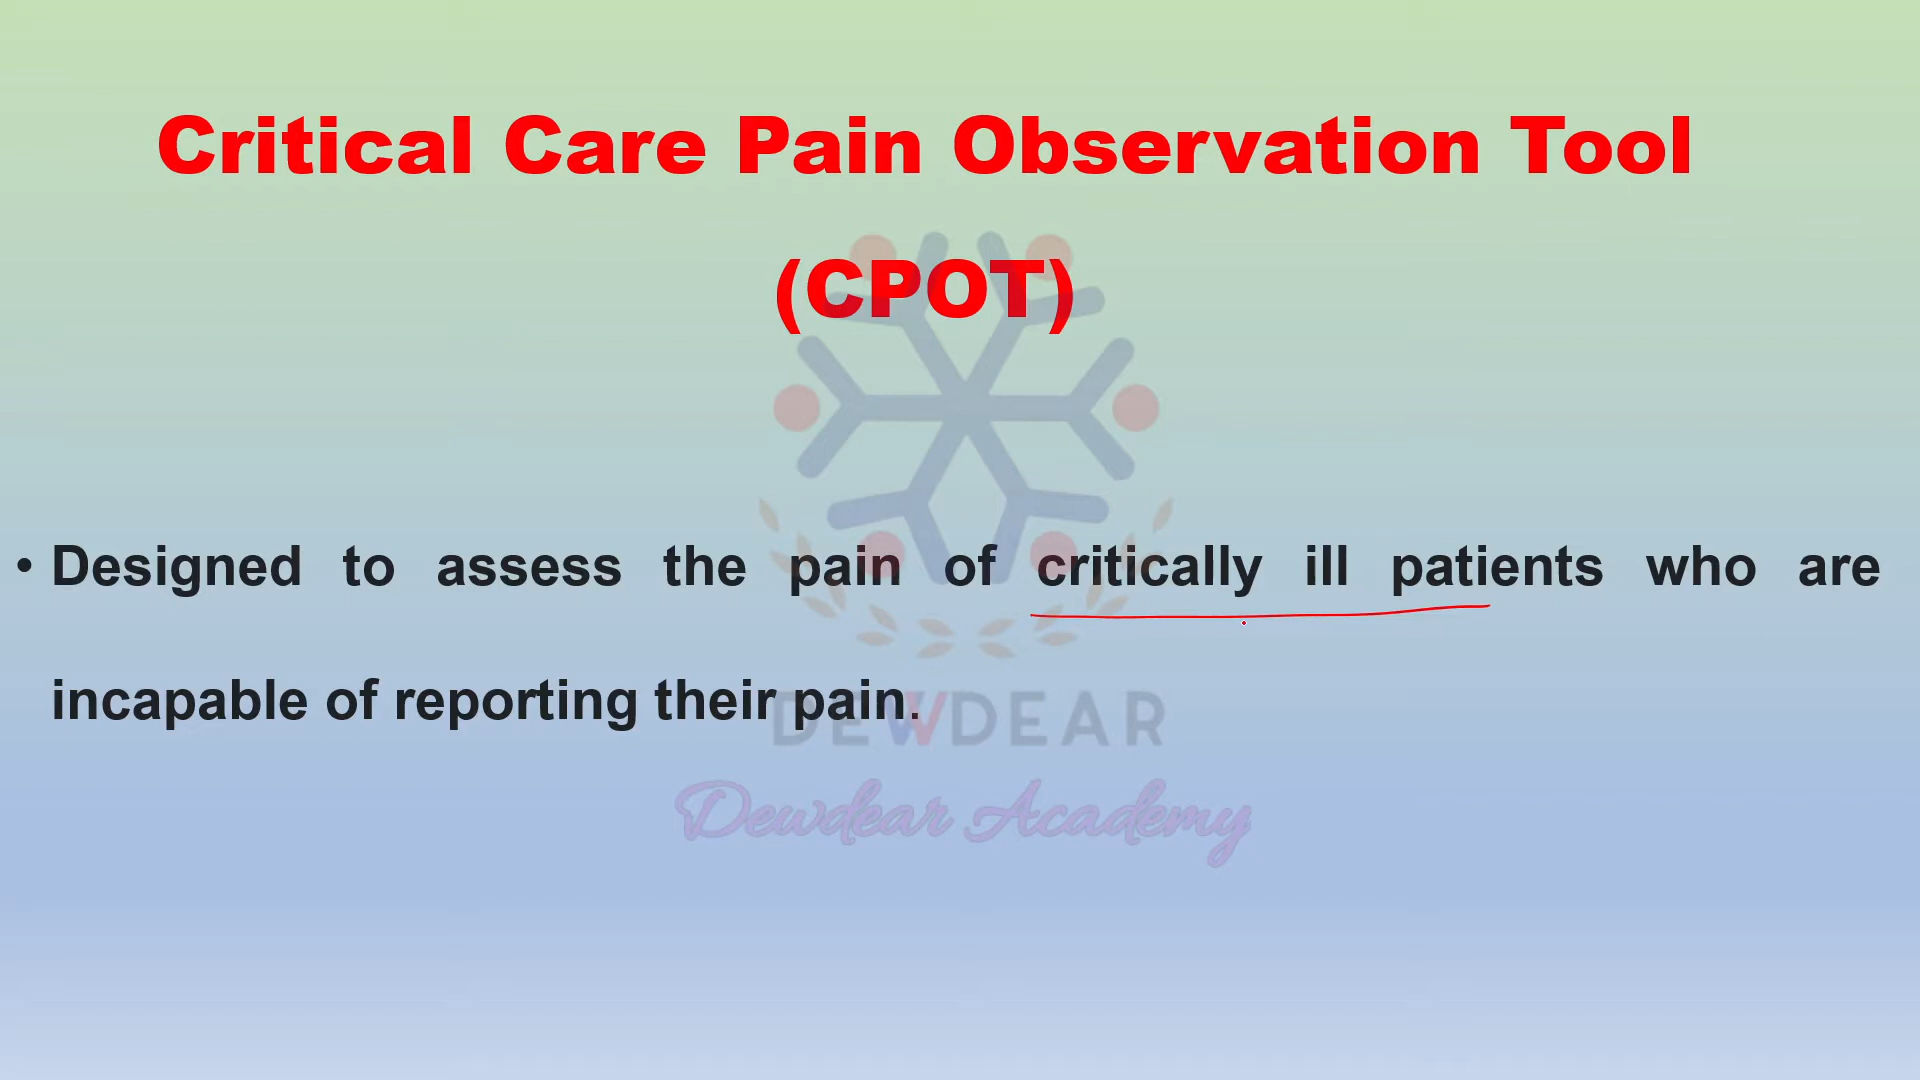 Critical Care Pain Observation Tool
(CPOT)
• Designed to assess the pain of critically ill patients who are
incapable of reporting their pain.
DEWDEAR
Dewdear Academy